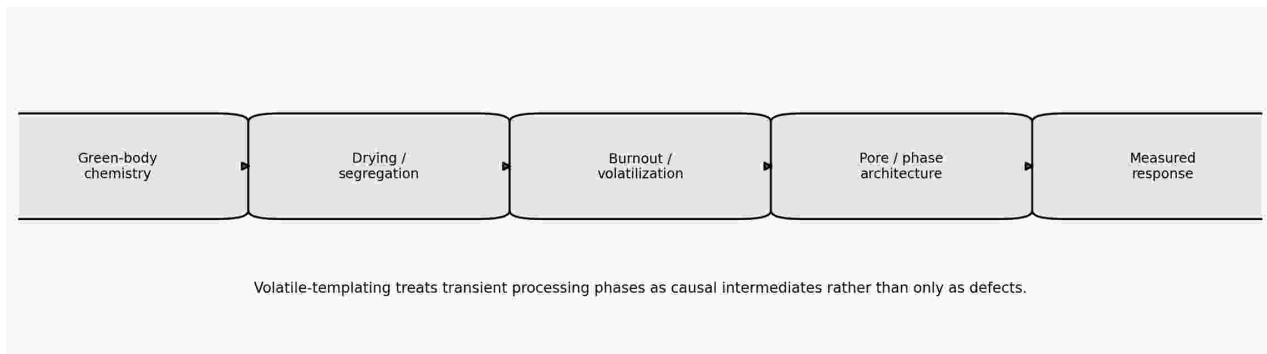 Green-body
chemistry
Drying /
segregation
Burnout /
volatilization
Pore / phase
architecture
Measured
response
Volatile-templating treats transient processing phases as causal intermediates rather than only as defects.